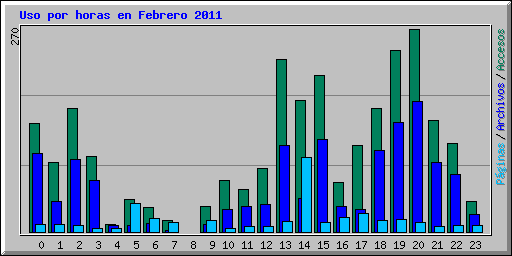 Uso por horas en Febrero 2011
270
Páginas / Archivos / Accesos
0 1 2 3 4 5 6 7 8 9 10 11 12 13 14 15 16 17 18 19 20 21 22 23